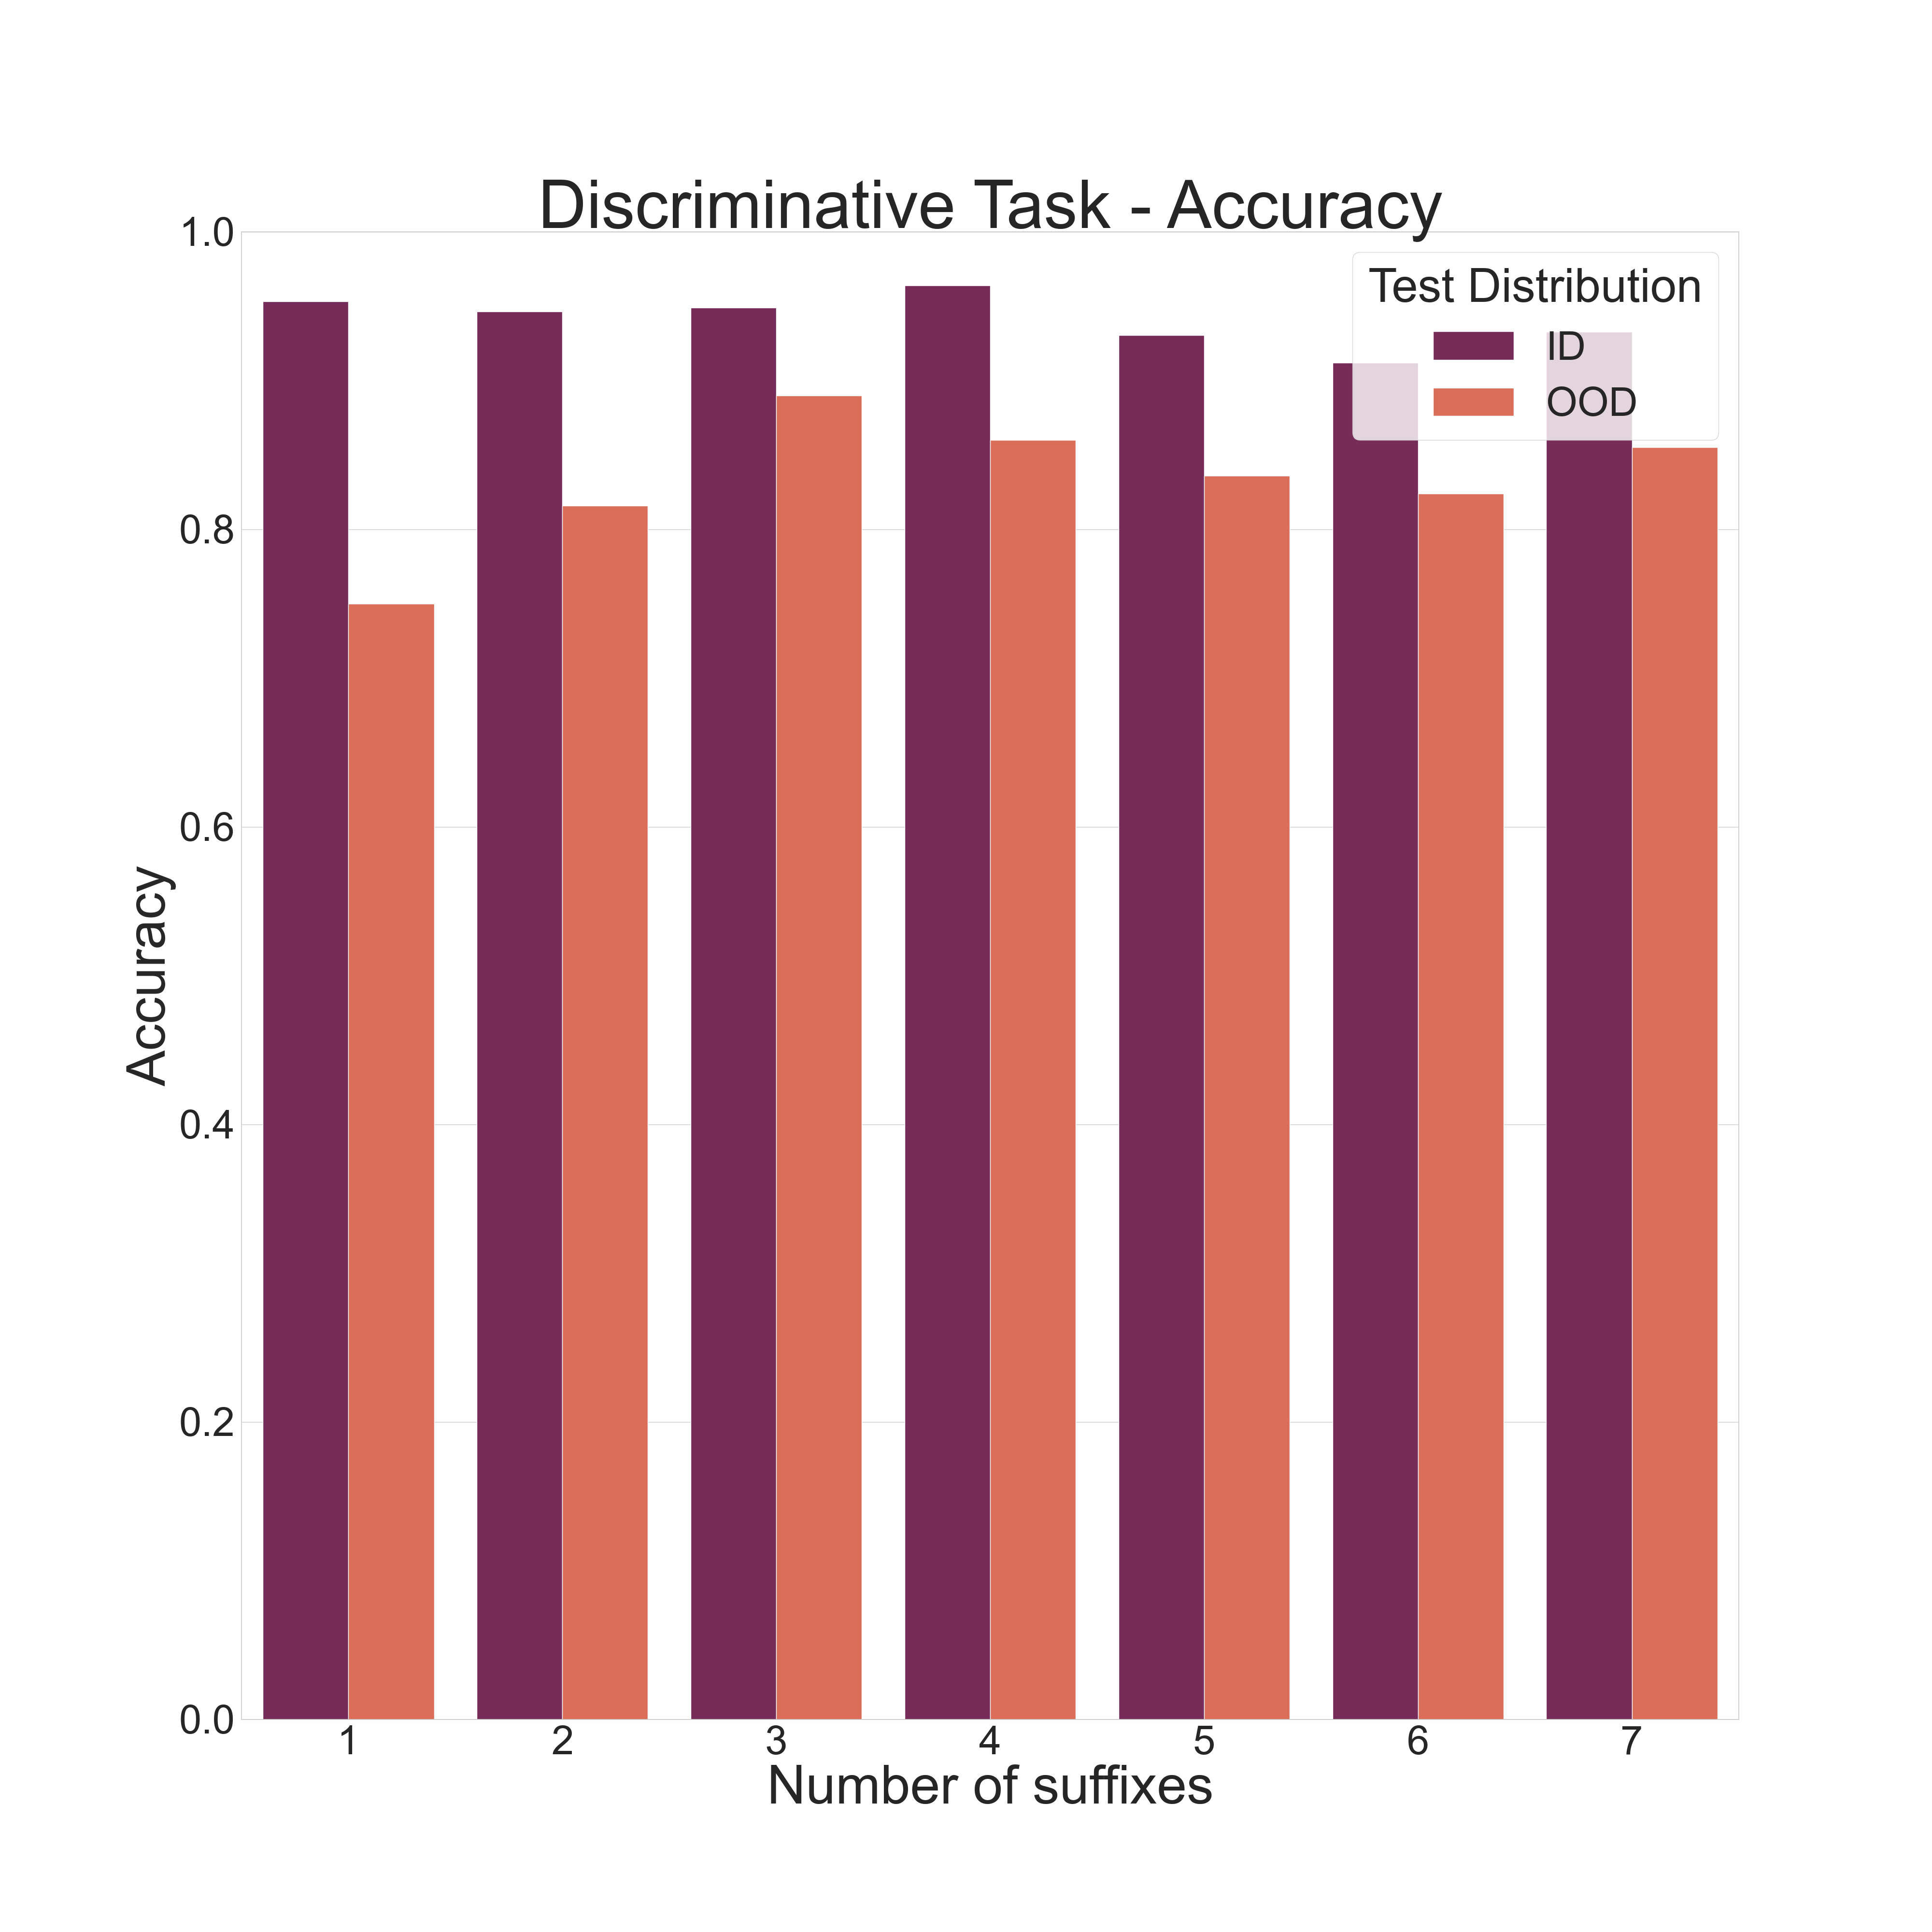 Discriminative Task - Accuracy
Test Distribution
ID
OOD
Accuracy
1.0
0.8
0.6
0.4
0.2
0.0
1 2 3 4 5 6 7
Number of suffixes